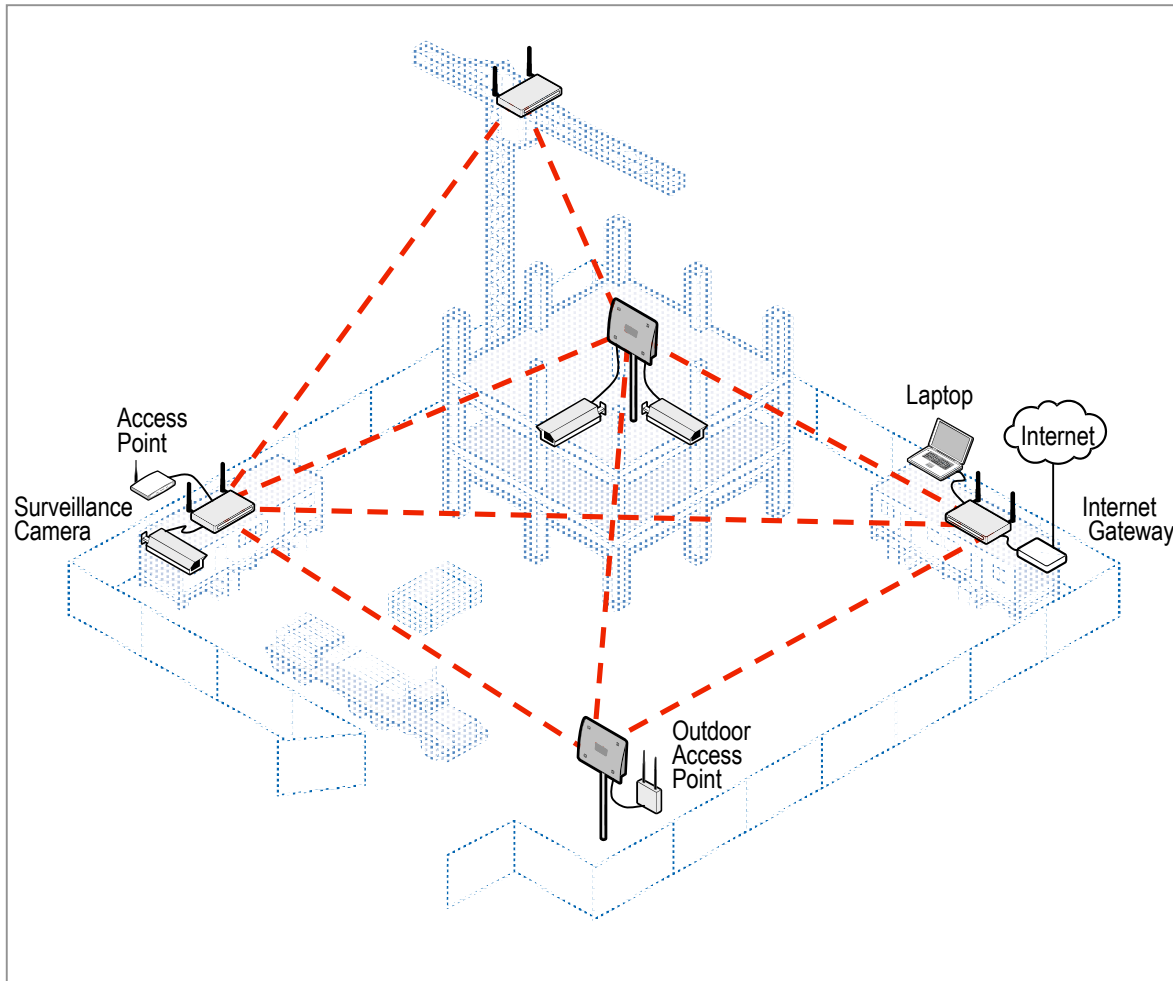 Laptop
Access
Point
Internet
Surveillance
Camera
Internet
Gateway
Outdoor
Access
Point